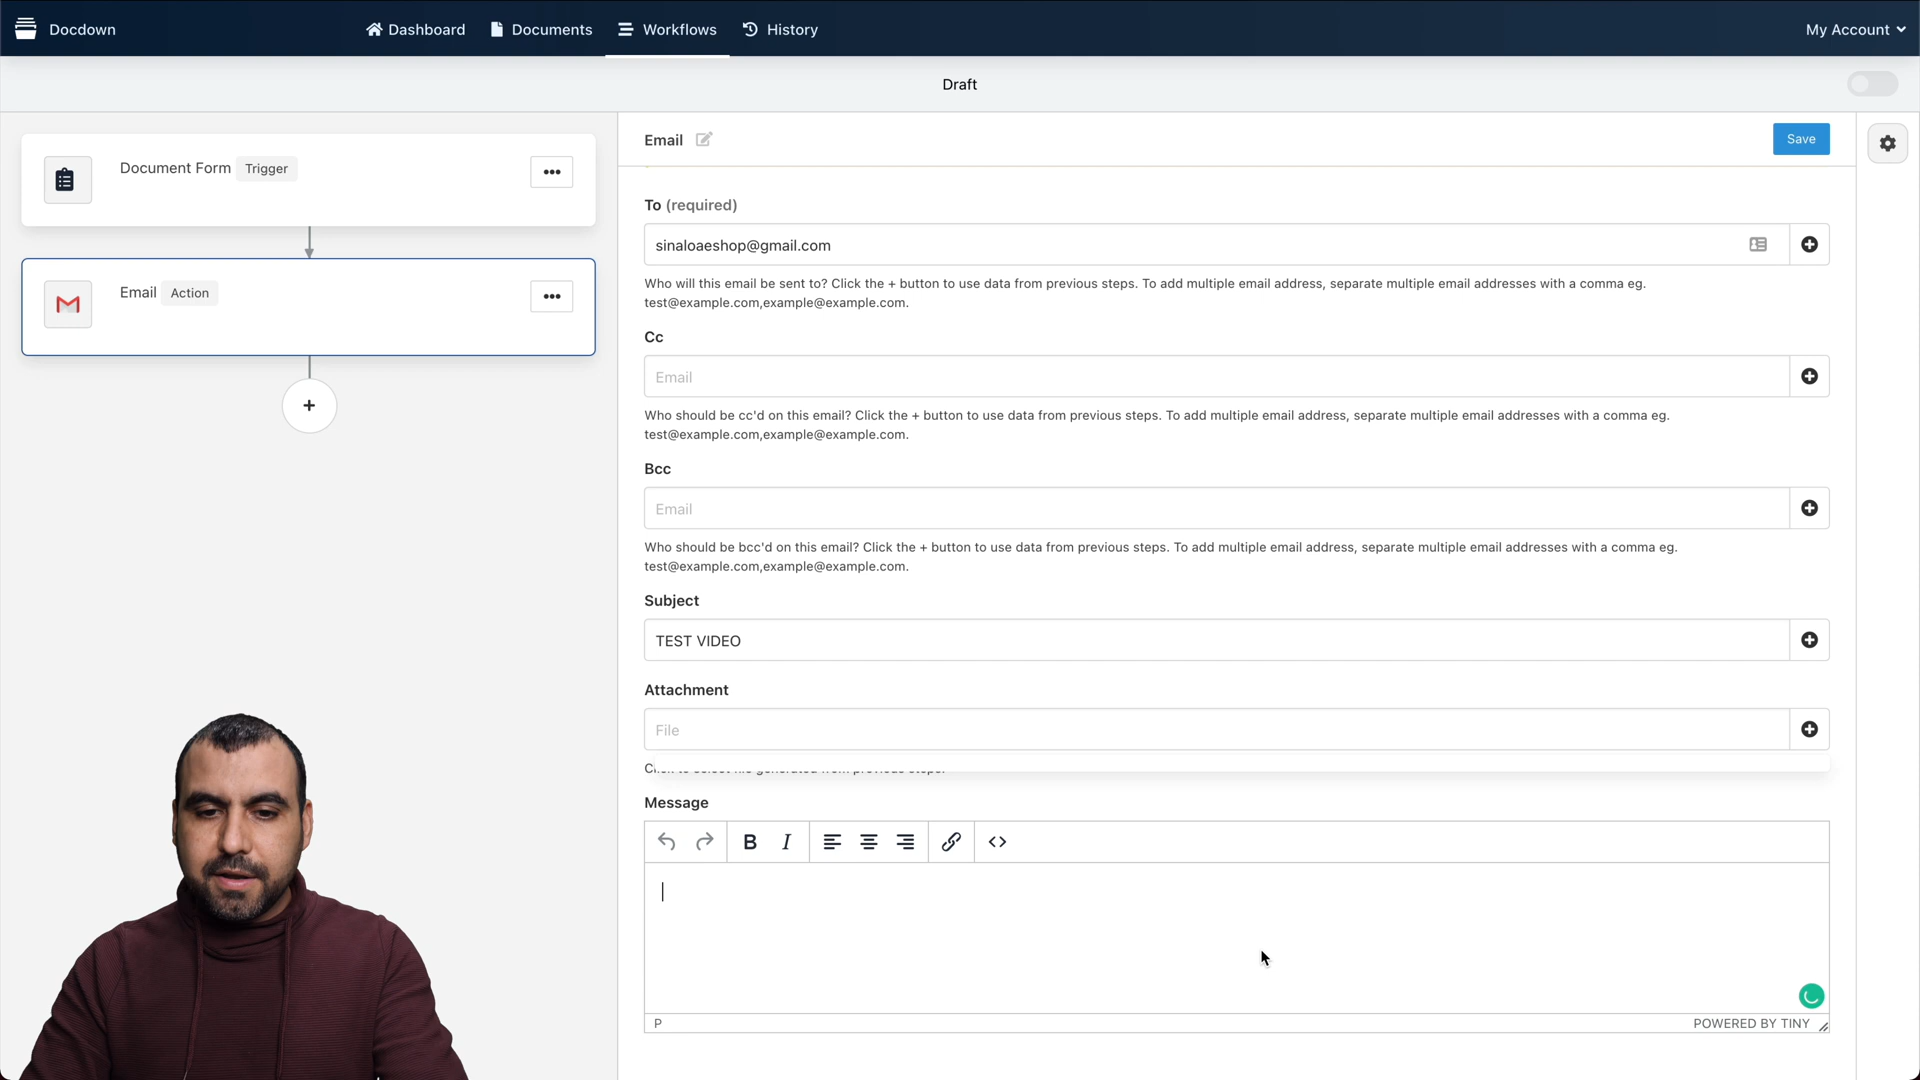 Docdown
Dashboard
Documents
Workflows
History
My Account
Draft
Document Form
Trigger
Email
Action
Email
Save
To (required)
sinaloaeshop@gmail.com
Who will this email be sent to? Click the + button to use data from previous steps. To add multiple email address, separate multiple email addresses with a comma eg.
test@example.com,example@example.com.
Cc
Email
Who should be cc'd on this email? Click the + button to use data from previous steps. To add multiple email address, separate multiple email addresses with a comma eg.
test@example.com,example@example.com.
Bcc
Email
Who should be bcc'd on this email? Click the + button to use data from previous steps. To add multiple email address, separate multiple email addresses with a comma eg.
test@example.com,example@example.com.
Subject
TEST VIDEO
Attachment
File
Message
B I
P
POWERED BY TINY